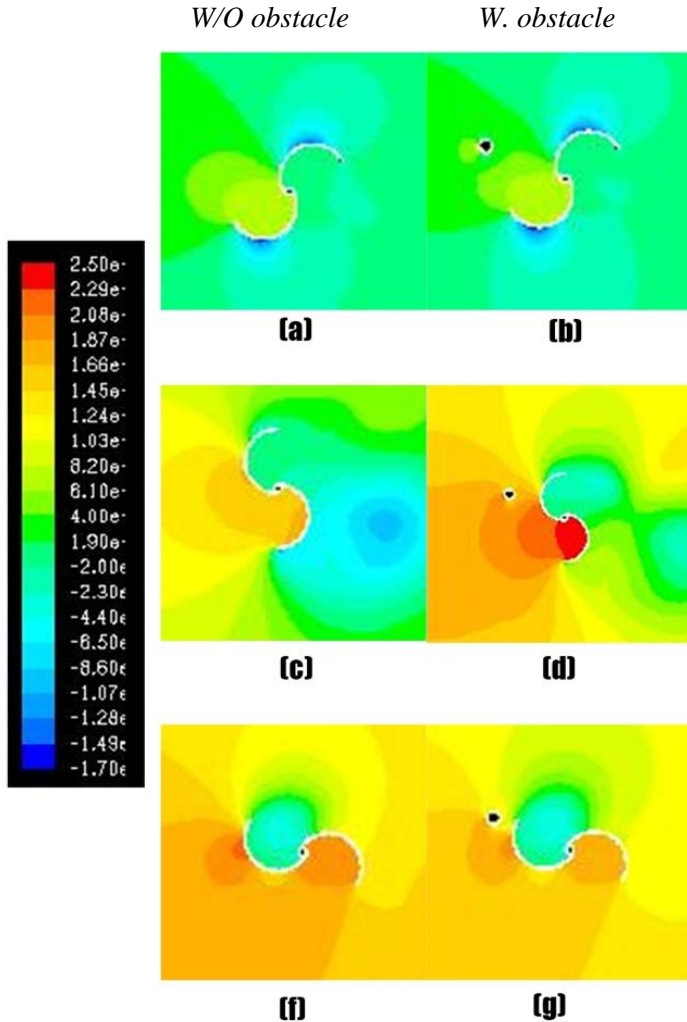 W/O obstacle
W. obstacle
(a)
(b)
2.50e-
2.29e-
2.08e-
1.87e-
1.66e-
1.45e-
1.24e-
1.03e-
8.20e-
6.10e-
4.00e-
1.90e-
-2.00e
-2.30e
-4.40e
-6.50e
-8.60e
-1.07e
-1.28e
-1.49e
-1.70e
(c)
(d)
(f)
(g)